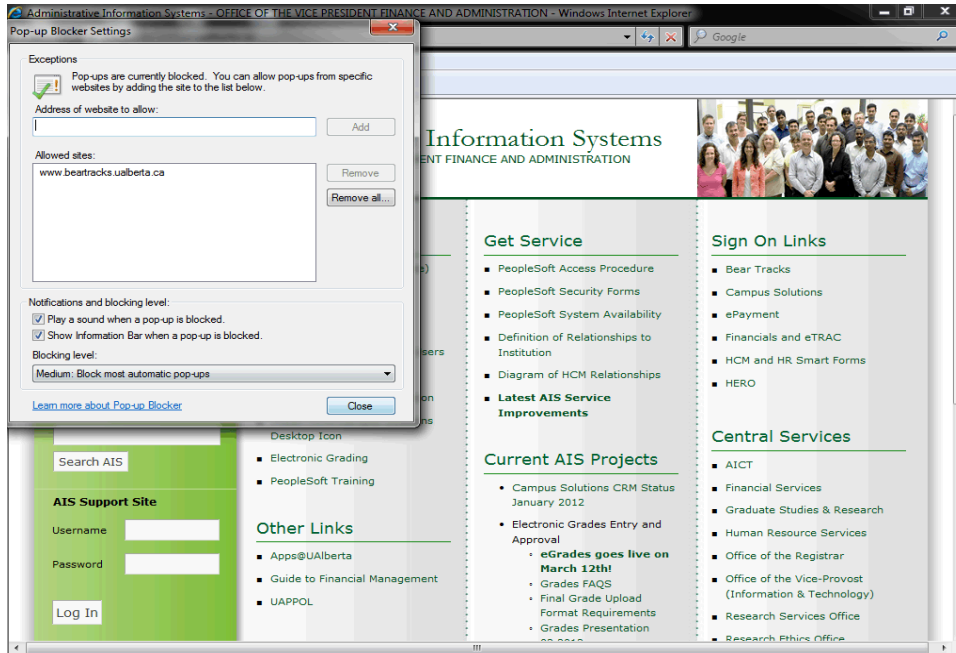 Administrative Information Systems - OFFICE OF THE VICE PRESIDENT FINANCE AND ADMINISTRATION - Windows Internet Explorer
Pop-up Blocker Settings
Google
Exceptions
Pop-ups are currently blocked. You can allow pop-ups from specific
websites by adding the site to the list below.
Address of website to allow:
Add
Allowed sites:
www.beartracks.ualberta.ca
Remove
Remove all...
Notifications and blocking level:
Play a sound when a pop-up is blocked.
Show Information Bar when a pop-up is blocked.
Blocking level:
Medium: Block most automatic pop-ups
Learn more about Pop-up Blocker
Close
Information Systems
FINANCE AND ADMINISTRATION
Search AIS
AIS Support Site
Username
Password
Log In
Desktop Icon
Electronic Grading
PeopleSoft Training
Other Links
Apps@UAlberta
Guide to Financial Management
UAPPOL
Get Service
PeopleSoft Access Procedure
PeopleSoft Security Forms
PeopleSoft System Availability
Definition of Relationships to
Institution
Diagram of HCM Relationships
Latest AIS Service
Improvements
Current AIS Projects
Campus Solutions CRM Status
January 2012
Electronic Grades Entry and
Approval
eGrades goes live on
March 12th!
Grades FAQS
Final Grade Upload
Format Requirements
Grades Presentation
Sign On Links
Bear Tracks
Campus Solutions
ePayment
Financials and eTRAC
HCM and HR Smart Forms
HERO
Central Services
AICT
Financial Services
Graduate Studies & Research
Human Resource Services
Office of the Registrar
Office of the Vice-Provost
(Information & Technology)
Research Services Office
Research Ethics Office